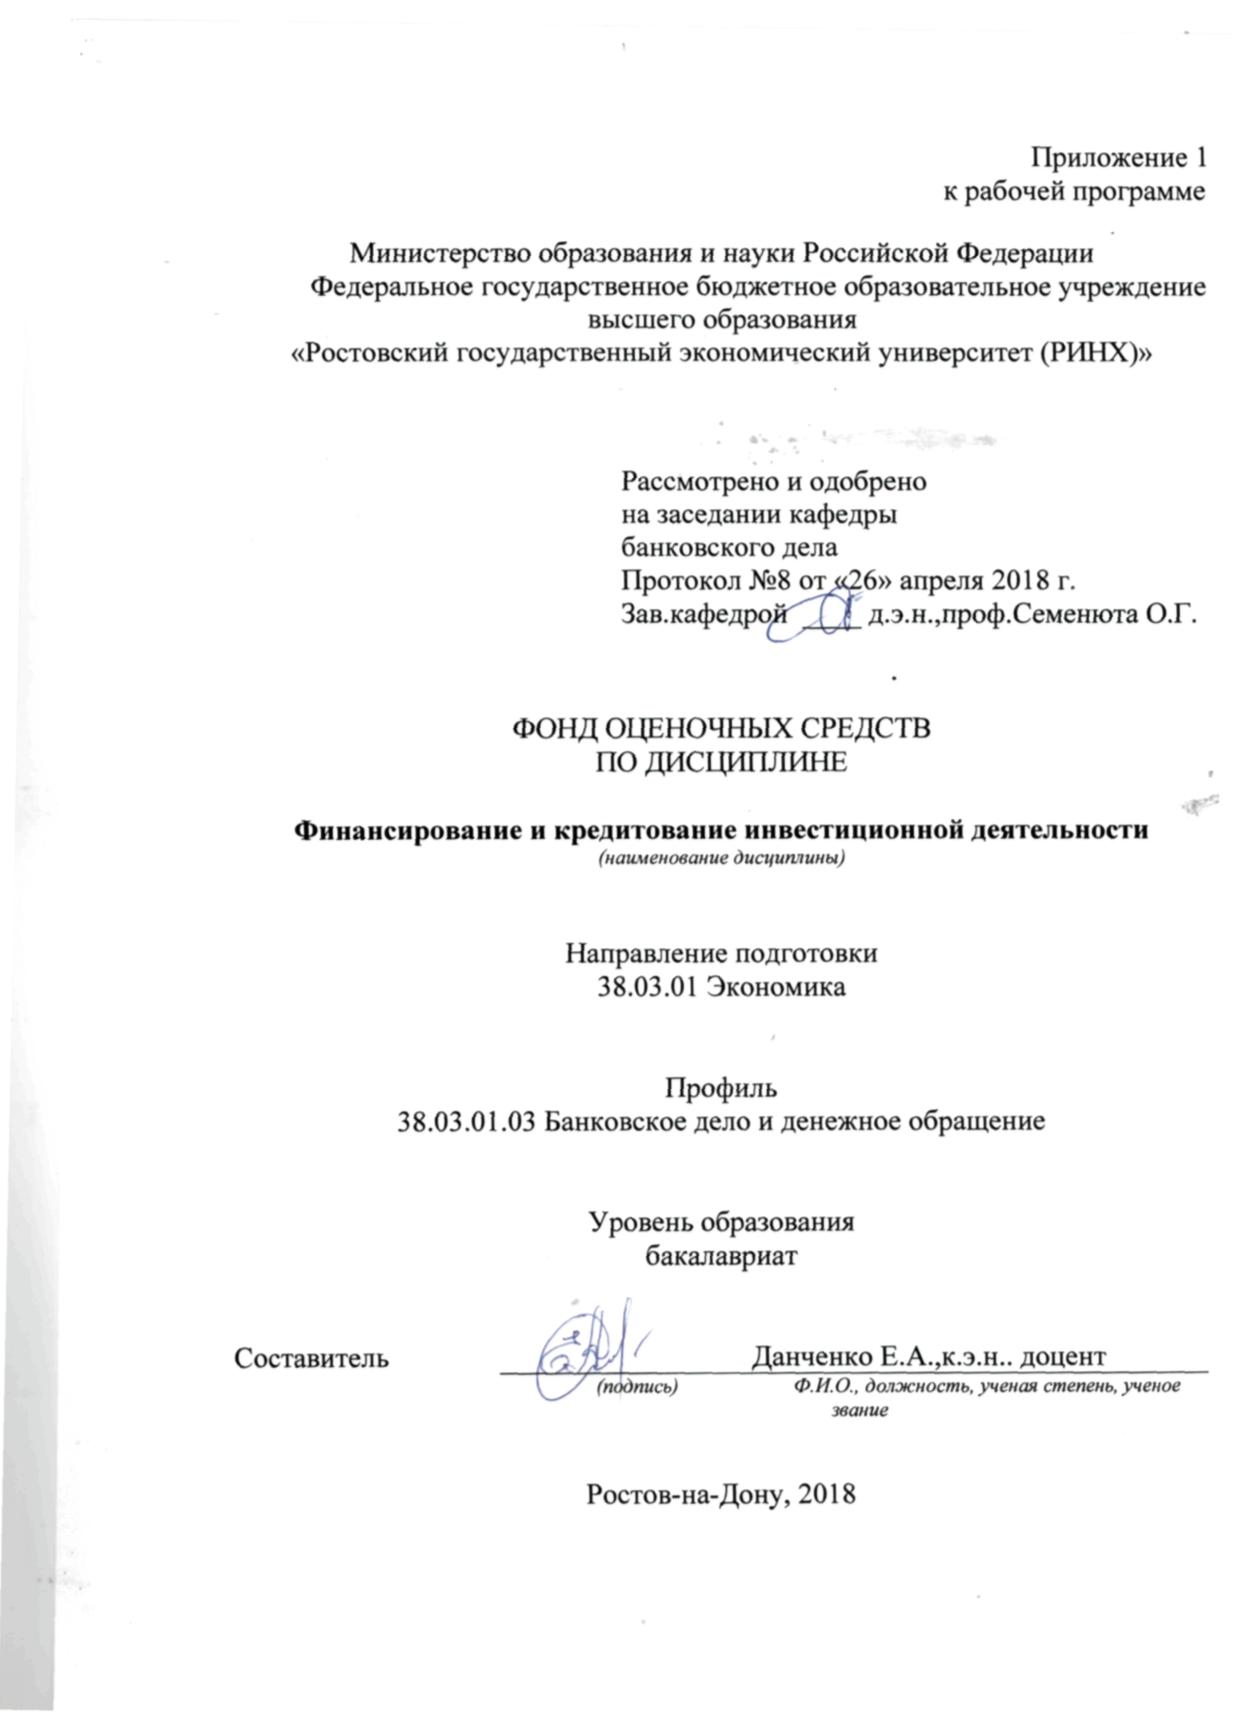 Приложение 1
к рабочей программе
Министерство образования и науки Российской Федерации
Федеральное государственное бюджетное образовательное учреждение
высшего образования
«Ростовский государственный экономический университет (РИНХ)»
Рассмотрено и одобрено
на заседании кафедры
банковского дела
Протокол №8 от «26» апреля 2018 г.
Зав.кафедрой ____ д.э.н.,проф.Семенюта О.Г.
ФОНД ОЦЕНОЧНЫХ СРЕДСТВ
ПО ДИСЦИПЛИНЕ
Финансирование и кредитование инвестиционной деятельности
(наименование дисциплины)
Направление подготовки
38.03.01 Экономика
Профиль
38.03.01.03 Банковское дело и денежное обращение
Уровень образования
бакалавриат
Составитель Данченко Е.А.,к.э.н.. доцент
(подпись) Ф.И.О., должность, ученая степень, ученое
звание
Ростов-на-Дону, 2018